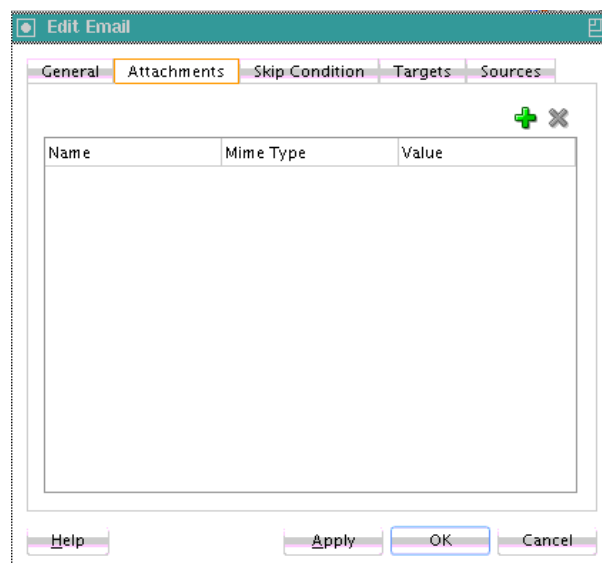 Edit Email
General Attachments Skip Condition Targets Sources
Name Mime Type Value
Help Apply OK Cancel